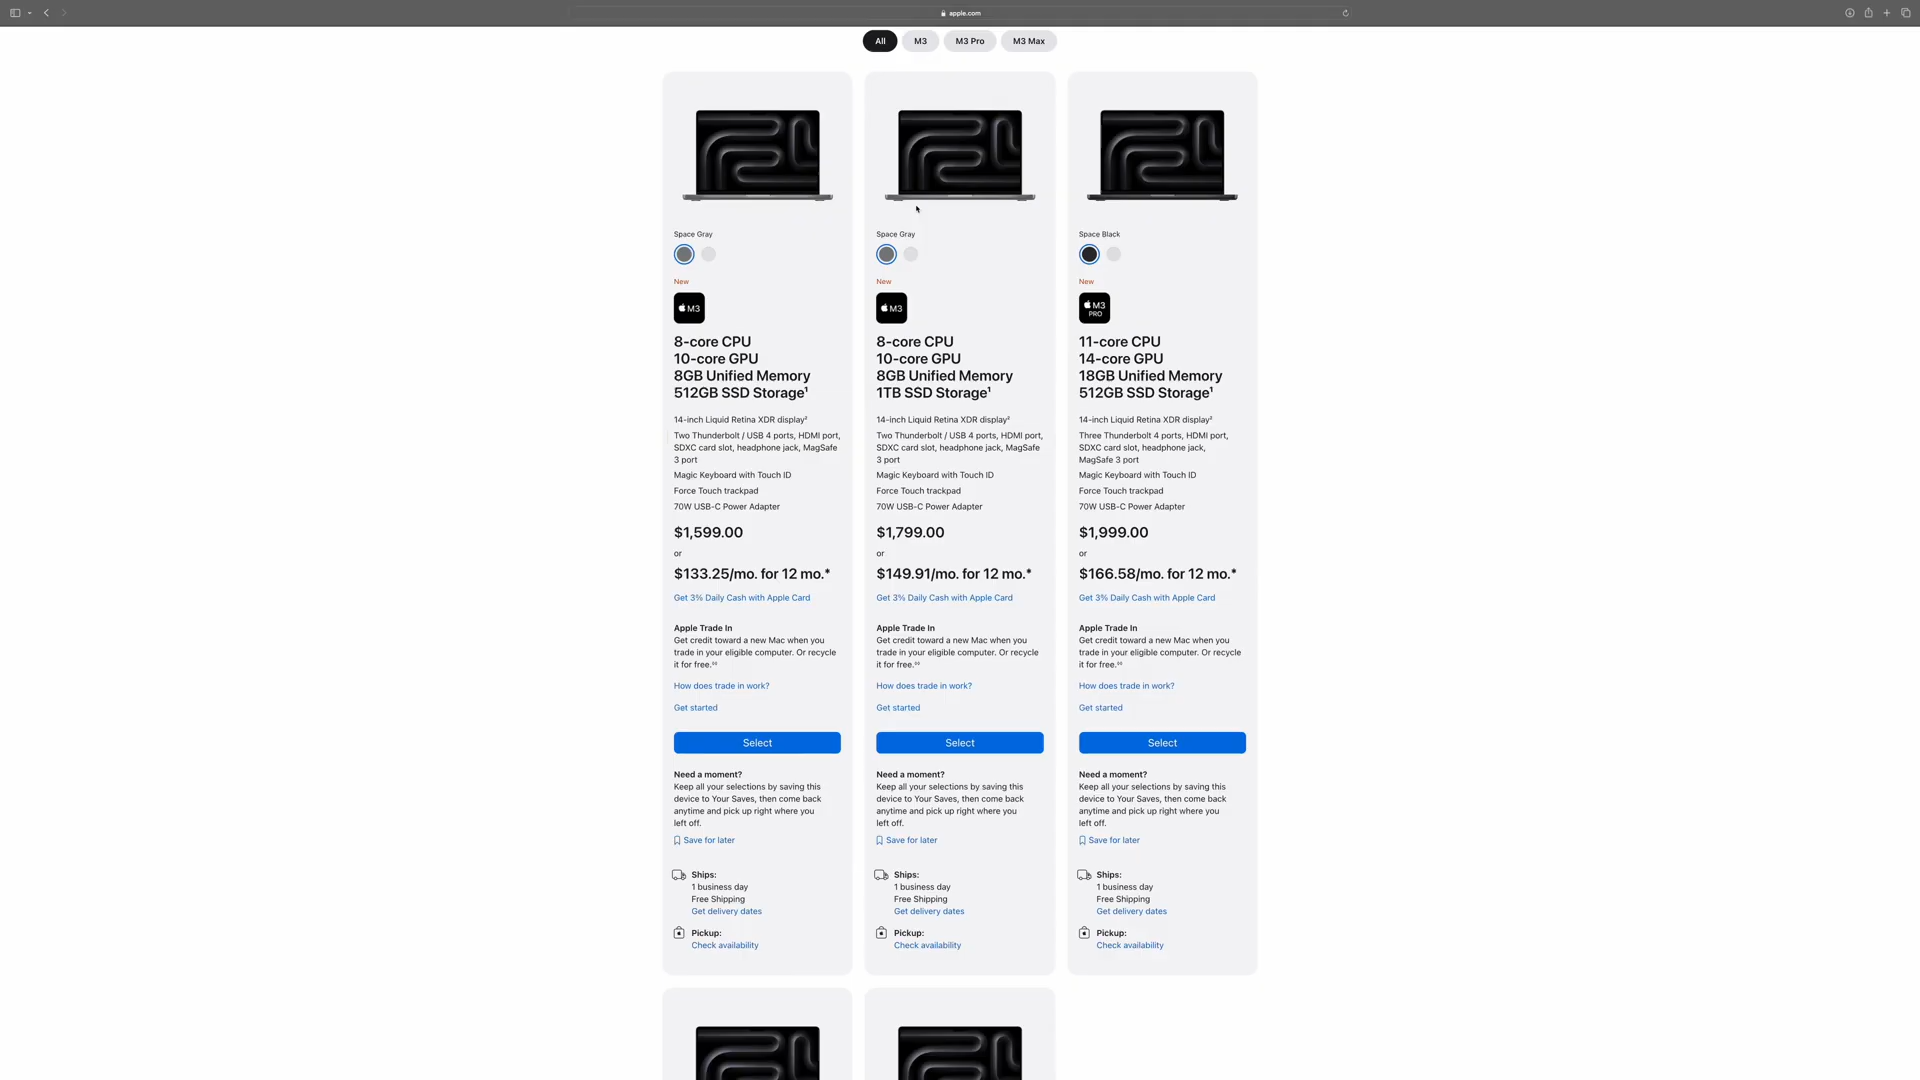 apple.com
All
M3
M3 Pro
M3 Max
Space Gray
New
M3
8-core CPU
10-core GPU
8GB Unified Memory
512GB SSD Storage¹
14-inch Liquid Retina XDR display²
Two Thunderbolt / USB 4 ports, HDMI port,
SDXC card slot, headphone jack, MagSafe
3 port
Magic Keyboard with Touch ID
Force Touch trackpad
70W USB-C Power Adapter
$1,599.00
or
$133.25/mo. for 12 mo.*
Get 3% Daily Cash with Apple Card
Apple Trade In
Get credit toward a new Mac when you
trade in your eligible computer. Or recycle
it for free.◊◊
How does trade in work?
Get started
Select
Need a moment?
Keep all your selections by saving this
device to Your Saves, then come back
anytime and pick up right where you
left off.
Save for later
Ships:
1 business day
Free Shipping
Get delivery dates
Pickup:
Check availability
Space Gray
New
M3
8-core CPU
10-core GPU
8GB Unified Memory
1TB SSD Storage¹
14-inch Liquid Retina XDR display²
Two Thunderbolt / USB 4 ports, HDMI port,
SDXC card slot, headphone jack, MagSafe
3 port
Magic Keyboard with Touch ID
Force Touch trackpad
70W USB-C Power Adapter
$1,799.00
or
$149.91/mo. for 12 mo.*
Get 3% Daily Cash with Apple Card
Apple Trade In
Get credit toward a new Mac when you
trade in your eligible computer. Or recycle
it for free.◊◊
How does trade in work?
Get started
Select
Need a moment?
Keep all your selections by saving this
device to Your Saves, then come back
anytime and pick up right where you
left off.
Save for later
Ships:
1 business day
Free Shipping
Get delivery dates
Pickup:
Check availability
Space Black
New
M3
PRO
11-core CPU
14-core GPU
18GB Unified Memory
512GB SSD Storage¹
14-inch Liquid Retina XDR display²
Three Thunderbolt 4 ports, HDMI port,
SDXC card slot, headphone jack,
MagSafe 3 port
Magic Keyboard with Touch ID
Force Touch trackpad
70W USB-C Power Adapter
$1,999.00
or
$166.58/mo. for 12 mo.*
Get 3% Daily Cash with Apple Card
Apple Trade In
Get credit toward a new Mac when you
trade in your eligible computer. Or recycle
it for free.◊◊
How does trade in work?
Get started
Select
Need a moment?
Keep all your selections by saving this
device to Your Saves, then come back
anytime and pick up right where you
left off.
Save for later
Ships:
1 business day
Free Shipping
Get delivery dates
Pickup:
Check availability